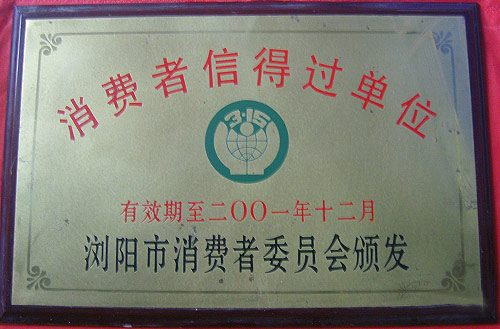 消费者信得过单位
3·15
有效期至二〇〇一年十二月
浏阳市消费者委员会颁发